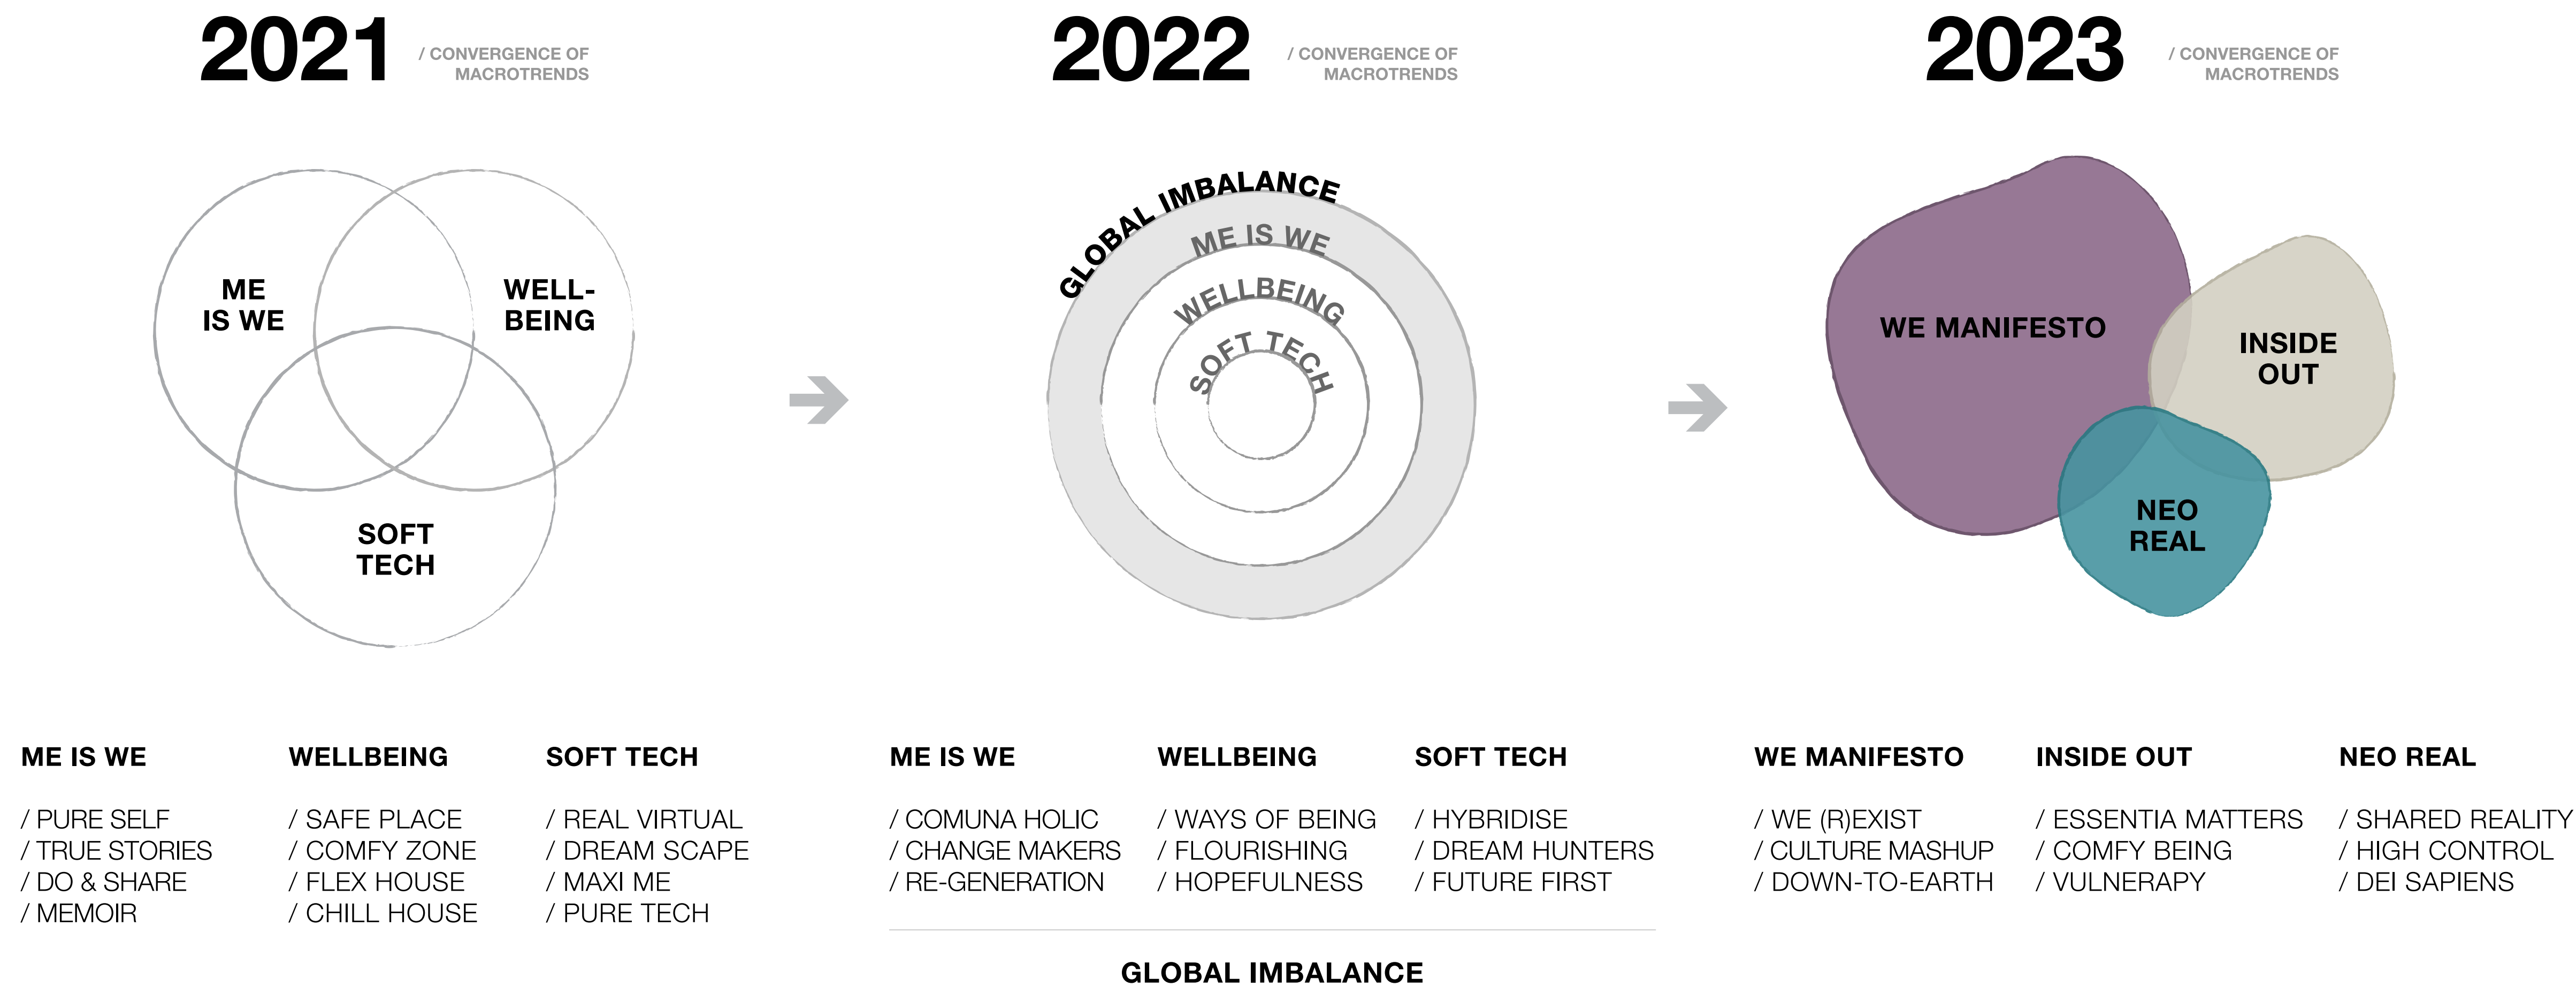 2021
/ CONVERGENCE OF
MACROTRENDS
ME
IS WE
WELL-
BEING
SOFT
TECH
ME IS WE
/ PURE SELF
/ TRUE STORIES
/ DO & SHARE
/ MEMOIR
WELLBEING
/ SAFE PLACE
/ COMFY ZONE
/ FLEX HOUSE
/ CHILL HOUSE
SOFT TECH
/ REAL VIRTUAL
/ DREAM SCAPE
/ MAXI ME
/ PURE TECH
2022
/ CONVERGENCE OF
MACROTRENDS
GLOBAL IMBALANCE
ME IS WE
WELLBEING
SOFT TECH
ME IS WE
/ COMUNA HOLIC
/ CHANGE MAKERS
/ RE-GENERATION
WELLBEING
/ WAYS OF BEING
/ FLOURISHING
/ HOPEFULNESS
SOFT TECH
/ HYBRIDISE
/ DREAM HUNTERS
/ FUTURE FIRST
GLOBAL IMBALANCE
2023
/ CONVERGENCE OF
MACROTRENDS
WE MANIFESTO
INSIDE
OUT
NEO
REAL
WE MANIFESTO
/ WE (R)EXIST
/ CULTURE MASHUP
/ DOWN-TO-EARTH
INSIDE OUT
/ ESSENTIA MATTERS
/ COMFY BEING
/ VULNERAPY
NEO REAL
/ SHARED REALITY
/ HIGH CONTROL
/ DEI SAPIENS